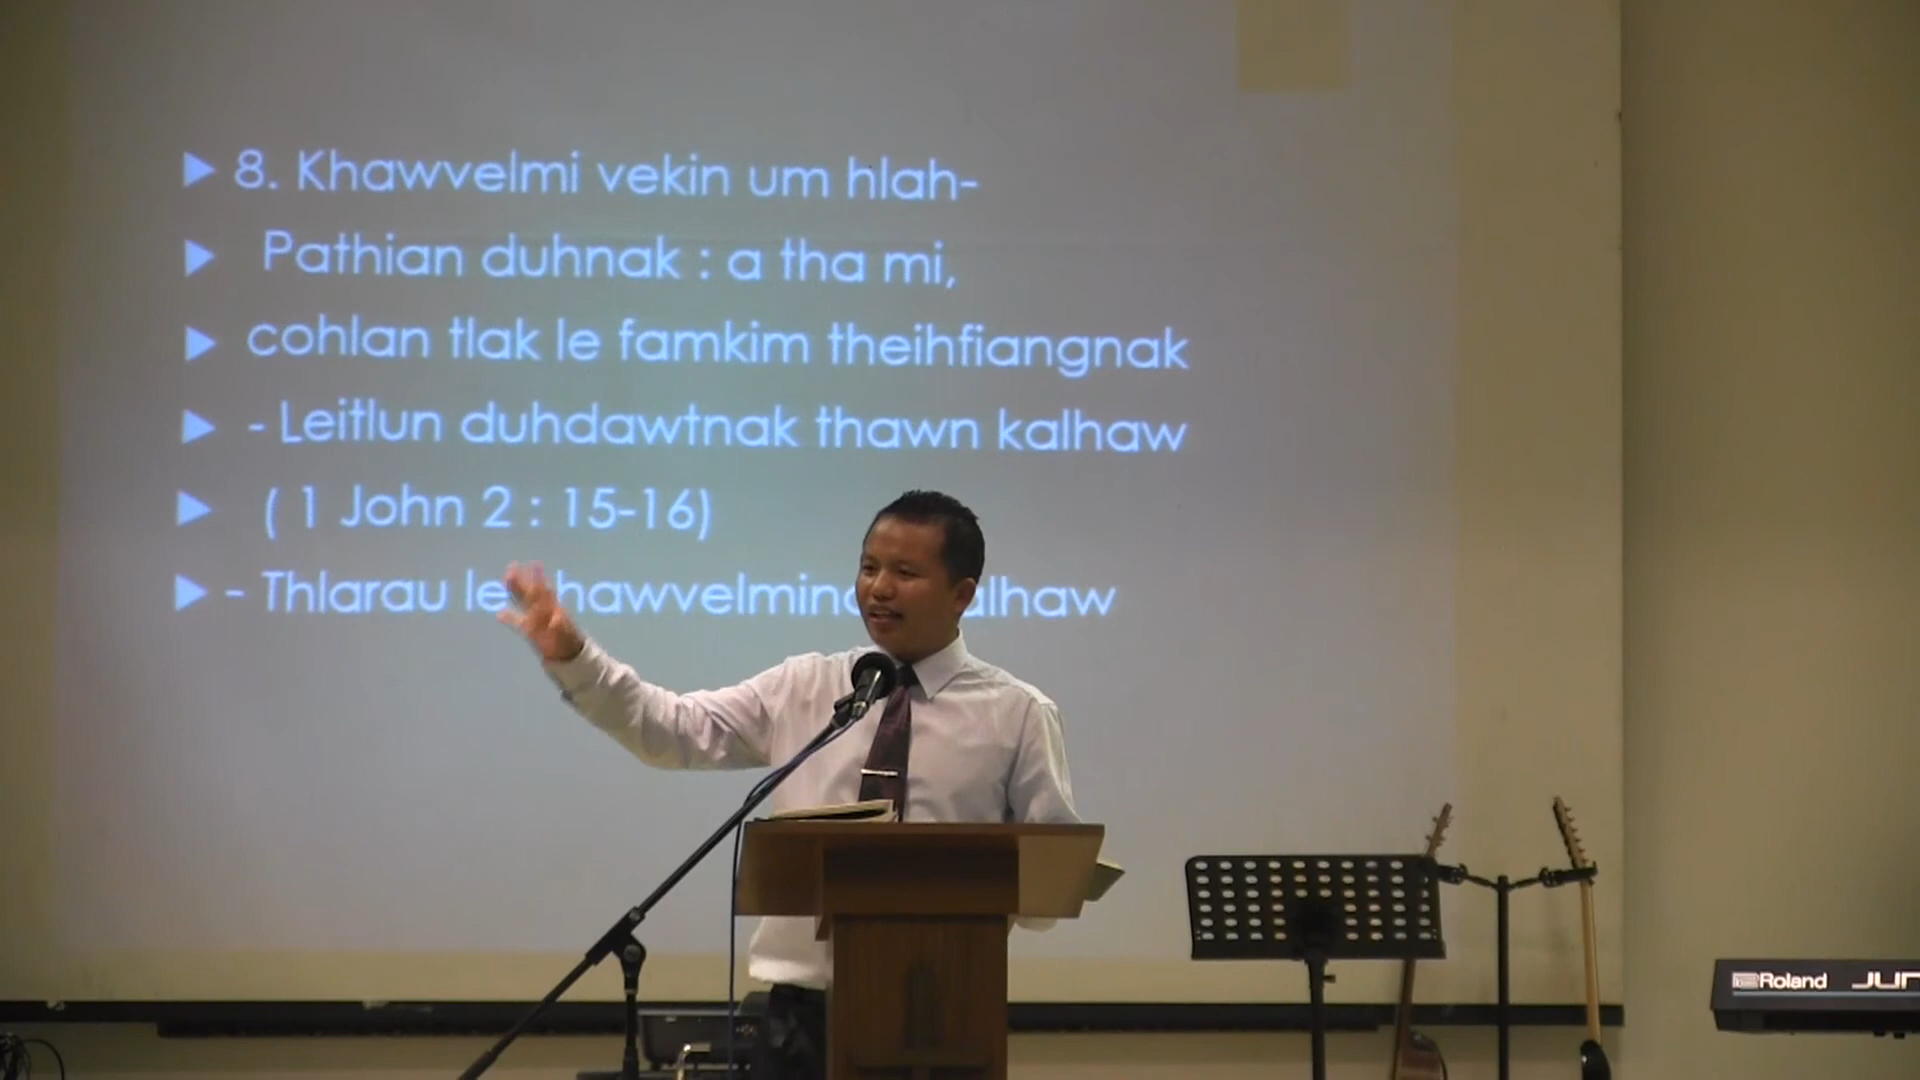 8. Khawvelmi vekin um hlah-
Pathian duhnak : a tha mi,
cohlan tlak le famkim theihfiangnak
- Leitlun duhdawtnak thawn kalhaw
( 1 John 2 : 15-16)
- Thlarau le
Roland